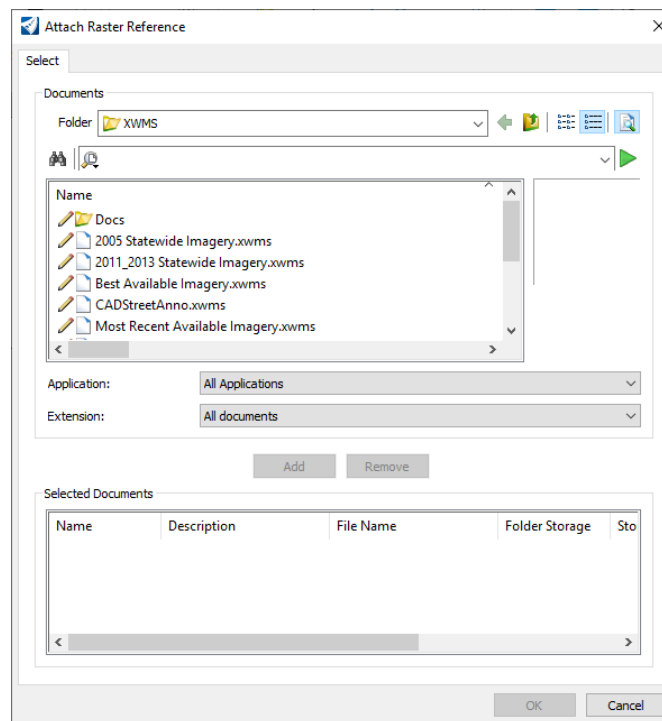 Attach Raster Reference
Select
Documents
Folder XWMS
Name
Docs
2005 Statewide Imagery.xwms
2011_2013 Statewide Imagery.xwms
Best Available Imagery.xwms
CADStreetAnno.xwms
Most Recent Available Imagery.xwms
Application: All Applications
Extension: All documents
Add Remove
Selected Documents
Name Description File Name Folder Storage Sto
OK Cancel